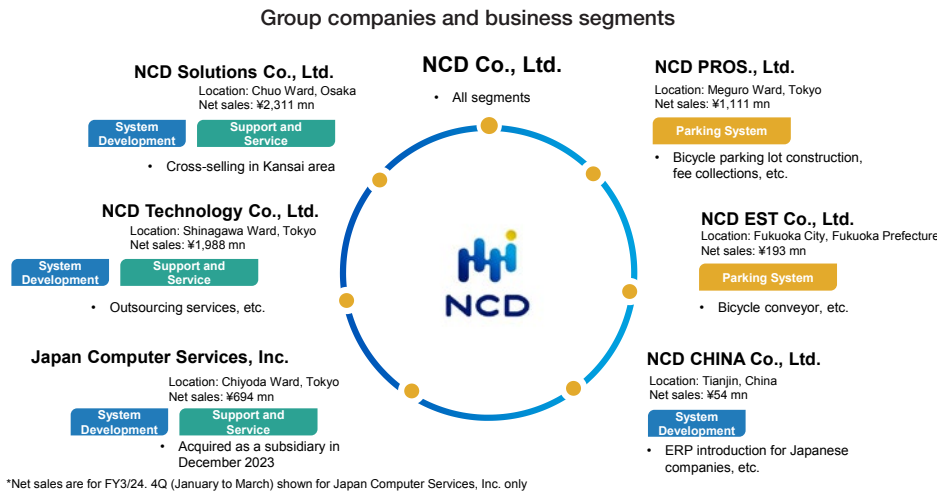 Group companies and business segments
NCD Co., Ltd.
• All segments
NCD Solutions Co., Ltd.
Location: Chuo Ward, Osaka
Net sales: ¥2,311 mn
System
Development
Support and
Service
• Cross-selling in Kansai area
NCD Technology Co., Ltd.
Location: Shinagawa Ward, Tokyo
Net sales: ¥1,988 mn
System
Development
Support and
Service
• Outsourcing services, etc.
Japan Computer Services, Inc.
Location: Chiyoda Ward, Tokyo
Net sales: ¥694 mn
System
Development
Support and
Service
• Acquired as a subsidiary in
December 2023
NCD
NCD PROS., Ltd.
Location: Meguro Ward, Tokyo
Net sales: ¥1,111 mn
Parking System
• Bicycle parking lot construction,
fee collections, etc.
NCD EST Co., Ltd.
Location: Fukuoka City, Fukuoka Prefecture
Net sales: ¥193 mn
Parking System
• Bicycle conveyor, etc.
NCD CHINA Co., Ltd.
Location: Tianjin, China
Net sales: ¥54 mn
System
Development
• ERP introduction for Japanese
companies, etc.
*Net sales are for FY3/24. 4Q (January to March) shown for Japan Computer Services, Inc. only